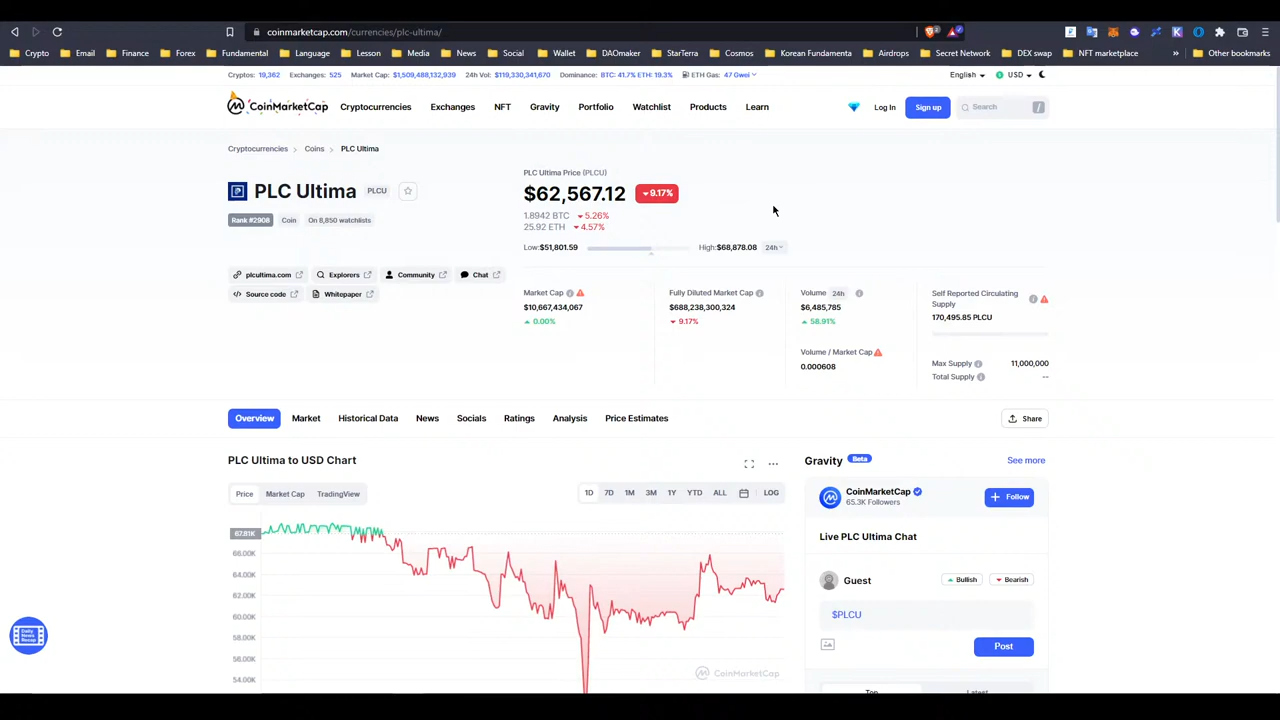 coinmarketcap.com/currencies/plc-ultima/
Crypto Email Finance Forex Fundamental Language Lesson Media News Social Wallet DAOmaker StarTerra Cosmos Korean Fundamenta Airdrops Secret Network DEX swap NFT marketplace » Other bookmarks
Cryptos: 19,362 Exchanges: 525 Market Cap: $1,509,488,132,939 24h Vol: $119,330,341,670 Dominance: BTC: 41.7% ETH: 19.3% ETH Gas: 47 Gwei English USD
CoinMarketCap Cryptocurrencies Exchanges NFT Gravity Portfolio Watchlist Products Learn Log In Sign up Search /
Cryptocurrencies > Coins > PLC Ultima
PLC Ultima Price (PLCU)
PLC Ultima PLCU $62,567.12 9.17%
1.8942 BTC 5.26%
Rank #2908 Coin On 8,850 watchlists
25.92 ETH 4.57%
Low: $51,801.59 High: $68,878.08 24h
plcultima.com Explorers Community Chat
Source code Whitepaper
Market Cap
$10,667,434,067
0.00%
Fully Diluted Market Cap
$688,238,300,324
9.17%
Volume 24h
$6,485,785
58.91%
Volume / Market Cap
0.000608
Self Reported Circulating
Supply
170,495.85 PLCU
Max Supply 11,000,000
Total Supply --
Overview Market Historical Data News Socials Ratings Analysis Price Estimates Share
PLC Ultima to USD Chart
Price Market Cap TradingView 1D 7D 1M 3M 1Y YTD ALL LOG
67.81K
66.00K
64.00K
62.00K
60.00K
58.00K
56.00K
54.00K
CoinMarketCap
Gravity Beta See more
CoinMarketCap
65.3K Followers
+ Follow
Live PLC Ultima Chat
Guest Bullish Bearish
$PLCU
Post
Top Latest
Daily
News
Recap